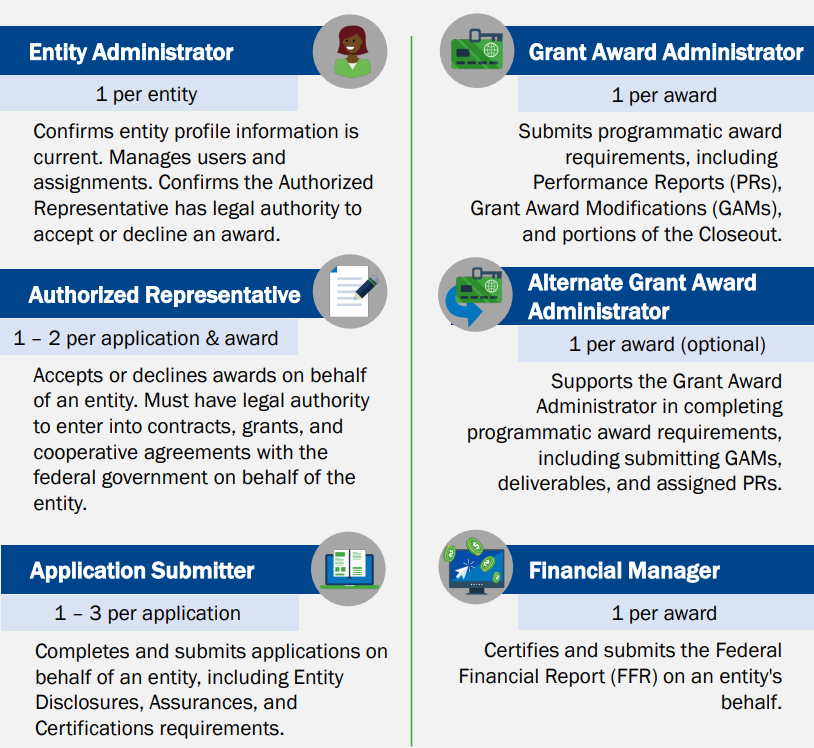 Entity Administrator
1 per entity
Confirms entity profile information is
current. Manages users and
assignments. Confirms the Authorized
Representative has legal authority to
accept or decline an award.
Authorized Representative
1 – 2 per application & award
Accepts or declines awards on behalf
of an entity. Must have legal authority
to enter into contracts, grants, and
cooperative agreements with the
federal government on behalf of the
entity.
Application Submitter
1 – 3 per application
Completes and submits applications on
behalf of an entity, including Entity
Disclosures, Assurances, and
Certifications requirements.
Grant Award Administrator
1 per award
Submits programmatic award
requirements, including
Performance Reports (PRs),
Grant Award Modifications (GAMs),
and portions of the Closeout.
Alternate Grant Award
Administrator
1 per award (optional)
Supports the Grant Award
Administrator in completing
programmatic award requirements,
including submitting GAMs,
deliverables, and assigned PRs.
Financial Manager
1 per award
Certifies and submits the Federal
Financial Report (FFR) on an entity's
behalf.